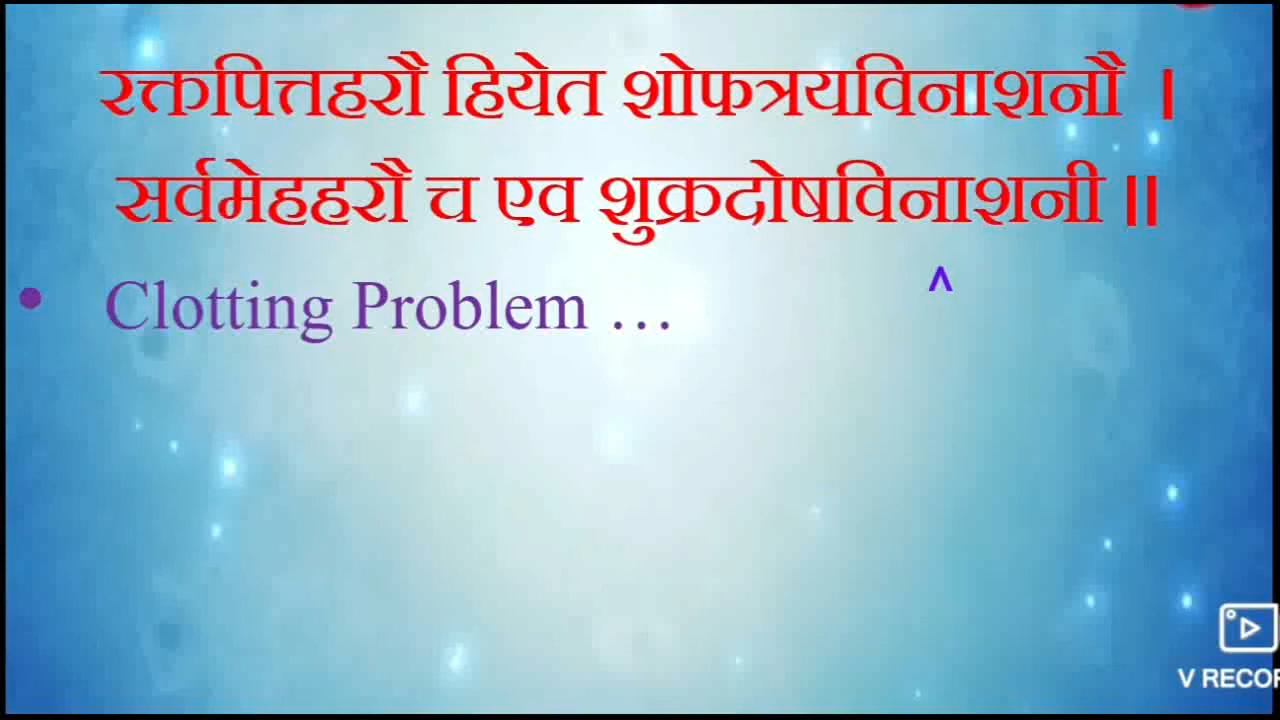 रक्तपित्तहरौ हियेत शोफत्रयविनाशनौ ।
सर्वमेहहरौ च एव शुक्रदोषविनाशनी ॥
^
• Clotting Problem ...
V RECOR